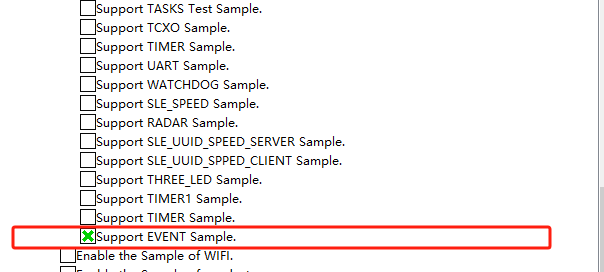 Support TASKS Test Sample.
Support TCXO Sample.
Support TIMER Sample.
Support UART Sample.
Support WATCHDOG Sample.
Support SLE_SPEED Sample.
Support RADAR Sample.
Support SLE_UUID_SPEED_SERVER Sample.
Support SLE_UUID_SPPED_CLIENT Sample.
Support THREE_LED Sample.
Support TIMER1 Sample.
Support TIMER Sample.
Support EVENT Sample.
Enable the Sample of WIFI.